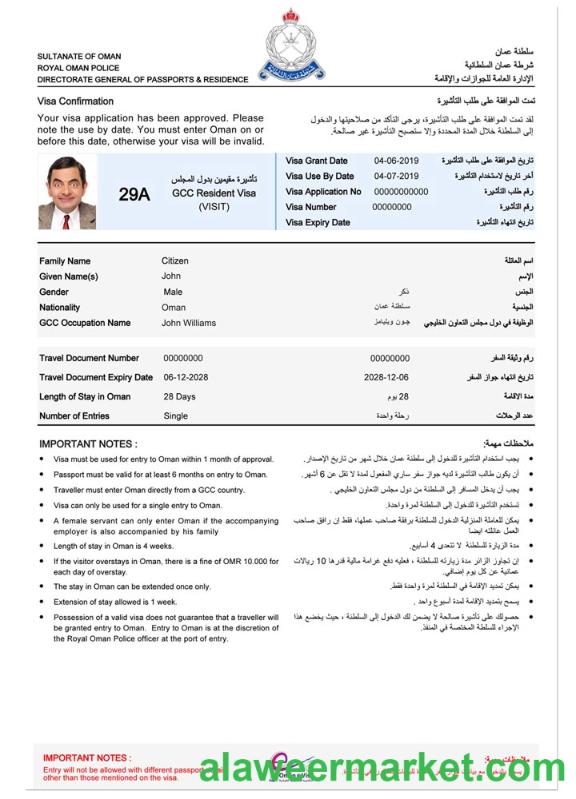 SULTANATE OF OMAN
ROYAL OMAN POLICE
DIRECTORATE GENERAL OF PASSPORTS & RESIDENCE
سلطنة عمان
شرطة عمان السلطانية
الإدارة العامة للجوازات والإقامة
Visa Confirmation
تمت الموافقة على طلب التأشيرة
Your visa application has been approved. Please
note the use by date. You must enter Oman on or
before this date, otherwise your visa will be invalid.
لقد تمت الموافقة على طلب التأشيرة، يرجى التأكد من صلاحيتها والدخول
إلى السلطنة خلال المدة المحددة وإلا ستصبح التأشيرة غير صالحة.
29A
تأشيرة مقيمين بدول المجلس
GCC Resident Visa
(VISIT)
Visa Grant Date 04-06-2019 تاريخ الموافقة على طلب التأشيرة
Visa Use By Date 04-07-2019 أخر تاريخ لاستخدام التأشيرة
Visa Application No 00000000000 رقم طلب التأشيرة
Visa Number 00000000 رقم التأشيرة
Visa Expiry Date تاريخ انتهاء التأشيرة
Family Name Citizen اسم العائلة
Given Name(s) John الإسم
Gender Male ذكر الجنس
Nationality Oman سلطنة عمان الجنسية
GCC Occupation Name John Williams جون ويليامز الوظيفة في دول مجلس التعاون الخليجي
Travel Document Number 00000000 00000000 رقم وثيقة السفر
Travel Document Expiry Date 06-12-2028 2028-12-06 تاريخ انتهاء جواز السفر
Length of Stay in Oman 28 Days 28 يوم مدة الاقامة
Number of Entries Single رحلة واحدة عدد الرحلات
IMPORTANT NOTES :
• Visa must be used for entry to Oman within 1 month of approval.
• Passport must be valid for at least 6 months on entry to Oman.
• Traveller must enter Oman directly from a GCC country.
• Visa can only be used for a single entry to Oman.
• A female servant can only enter Oman if the accompanying
employer is also accompanied by his family
• Length of stay in Oman is 4 weeks.
• If the visitor overstays in Oman, there is a fine of OMR 10.000 for
each day of overstay.
• The stay in Oman can be extended once only.
• Extension of stay allowed is 1 week.
• Possession of a valid visa does not guarantee that a traveller will
be granted entry to Oman. Entry to Oman is at the discretion of
the Royal Oman Police officer at the port of entry.
ملاحظات مهمة:
• يجب استخدام التأشيرة للدخول إلى سلطنة عمان خلال شهر من تاريخ الإصدار.
• أن يكون طالب التأشيرة لديه جواز سفر ساري المفعول لمدة لا تقل عن 6 أشهر.
• يجب أن يدخل المسافر إلى السلطنة من دول مجلس التعاون الخليجي .
• تستخدم التأشيرة للدخول إلى السلطنة لمرة واحدة.
• يمكن للعاملة المنزلية الدخول للسلطنة برفقة صاحب عملها، فقط إن رافق صاحب
العمل عائلته ايضا
• مدة الزيارة للسلطنة لا تتعدى 4 أسابيع.
• إن تجاوز الزائر مدة زيارته للسلطنة ، فعليه دفع غرامة مالية قدرها 10 ريالات
عمانية عن كل يوم إضافي.
• يمكن تمديد الإقامة في السلطنة لمرة واحدة فقط.
• يسمح بتمديد الإقامة لمدة أسبوع واحد .
• حصولك على تأشيرة صالحة لا يضمن لك الدخول إلى السلطنة ، حيث يخضع هذا
الإجراء للسلطة المختصة في المنفذ.
IMPORTANT NOTES :
Entry will not be allowed with different passport
other than those mentioned on the visa.
alaweermarket.com